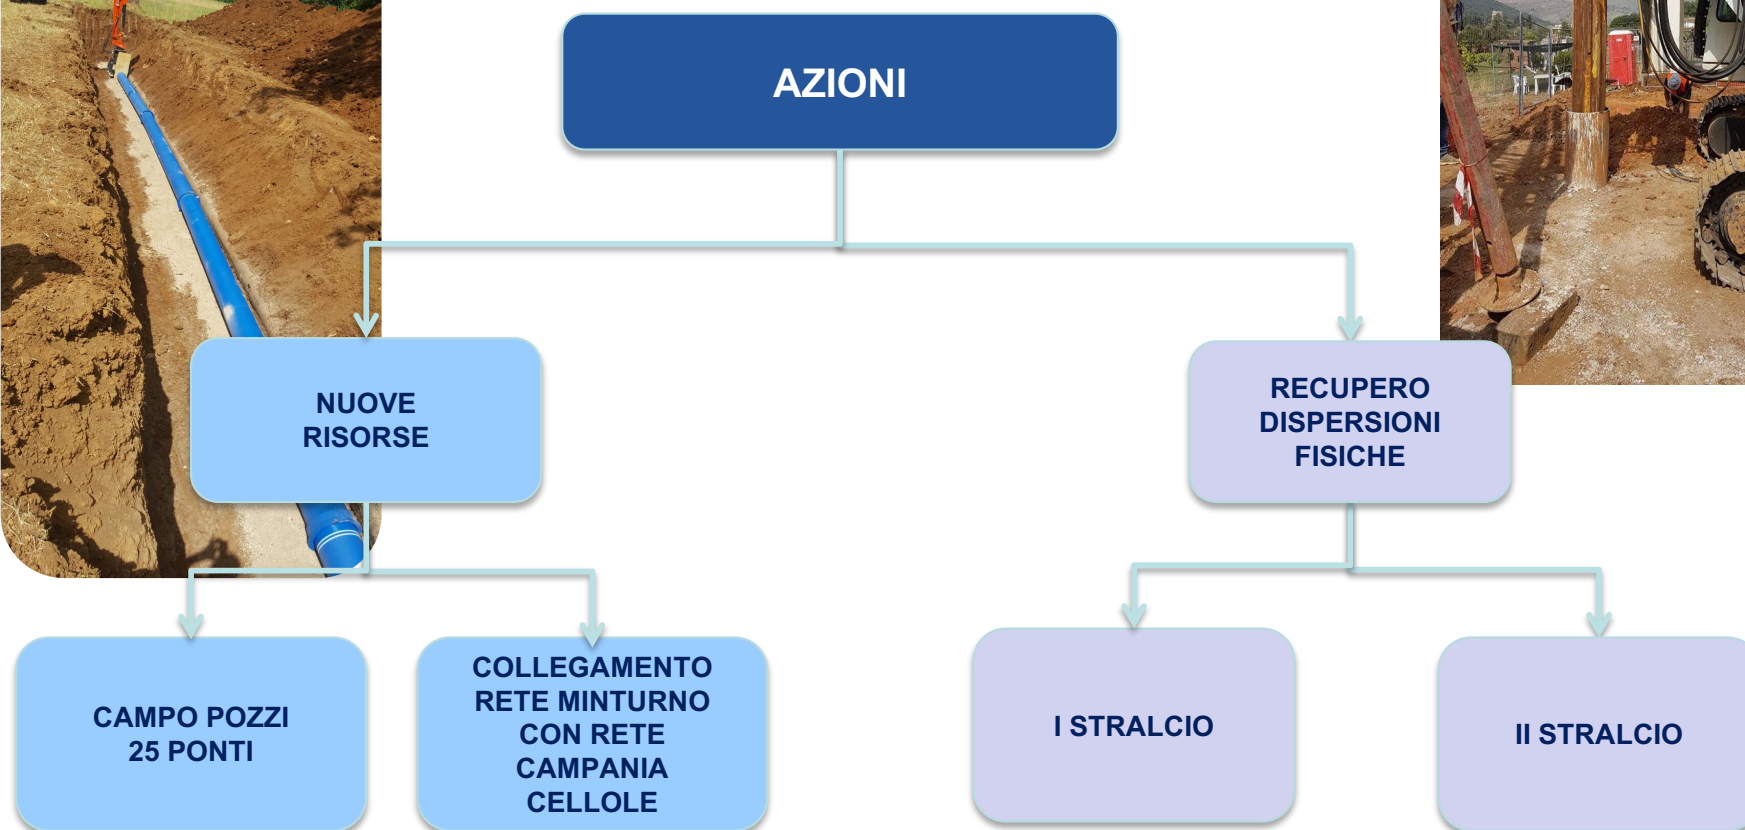 AZIONI
NUOVE
RISORSE
RECUPERO
DISPERSIONI
FISICHE
CAMPO POZZI
25 PONTI
COLLEGAMENTO
RETE MINTURNO
CON RETE
CAMPANIA
CELLOLE
I STRALCIO
II STRALCIO